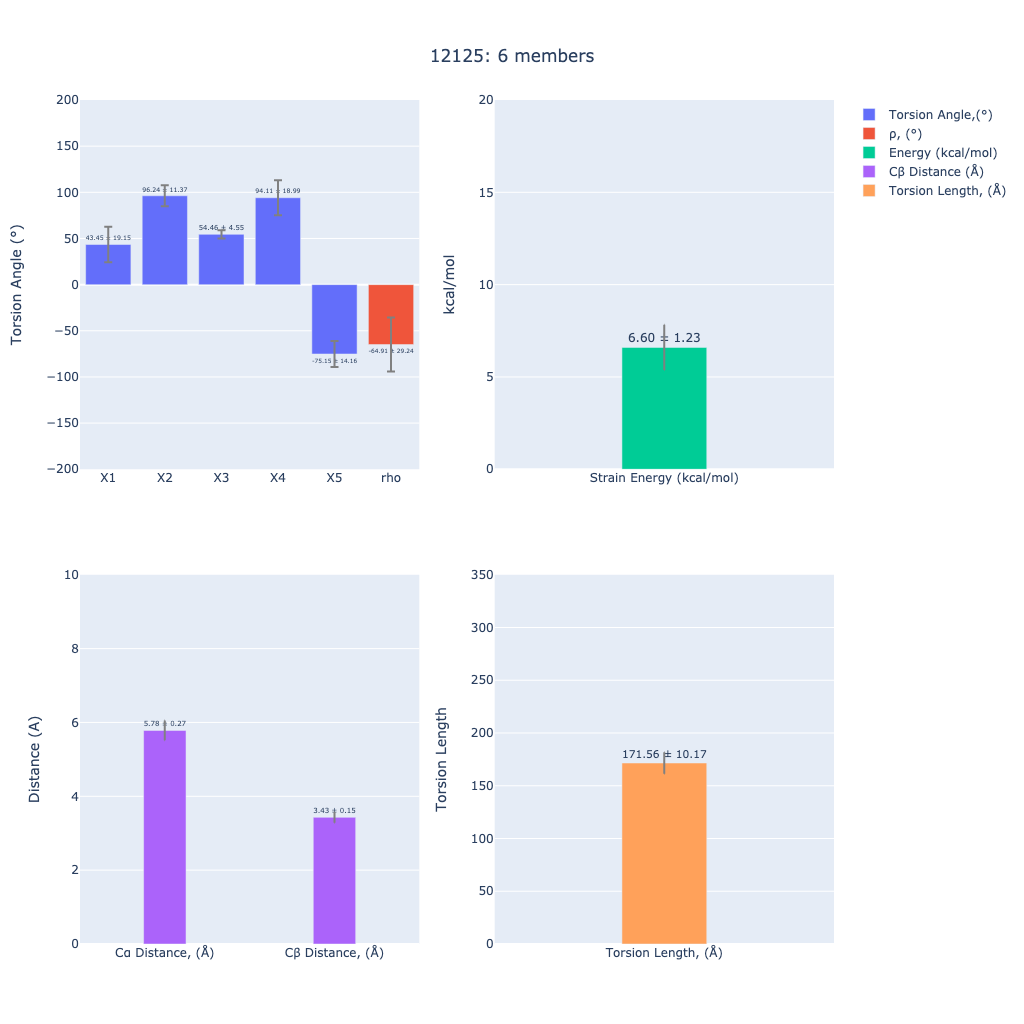 12125: 6 members
Torsion Angle,(°)
ρ, (°)
Energy (kcal/mol)
Cβ Distance (Å)
Torsion Length, (Å)
200
150
100
50
0
−50
−100
−150
−200
Torsion Angle (°)
43.45 ± 19.15
96.24 ± 11.37
54.46 ± 4.55
94.11 ± 18.99
-75.15 ± 14.16
-64.91 ± 29.24
X1 X2 X3 X4 X5 rho
20
15
10
5
0
kcal/mol
6.60 ± 1.23
Strain Energy (kcal/mol)
10
8
6
4
2
0
Distance (A)
5.78 ± 0.27
3.43 ± 0.15
Cα Distance, (Å) Cβ Distance, (Å)
350
300
250
200
150
100
50
0
Torsion Length
171.56 ± 10.17
Torsion Length, (Å)